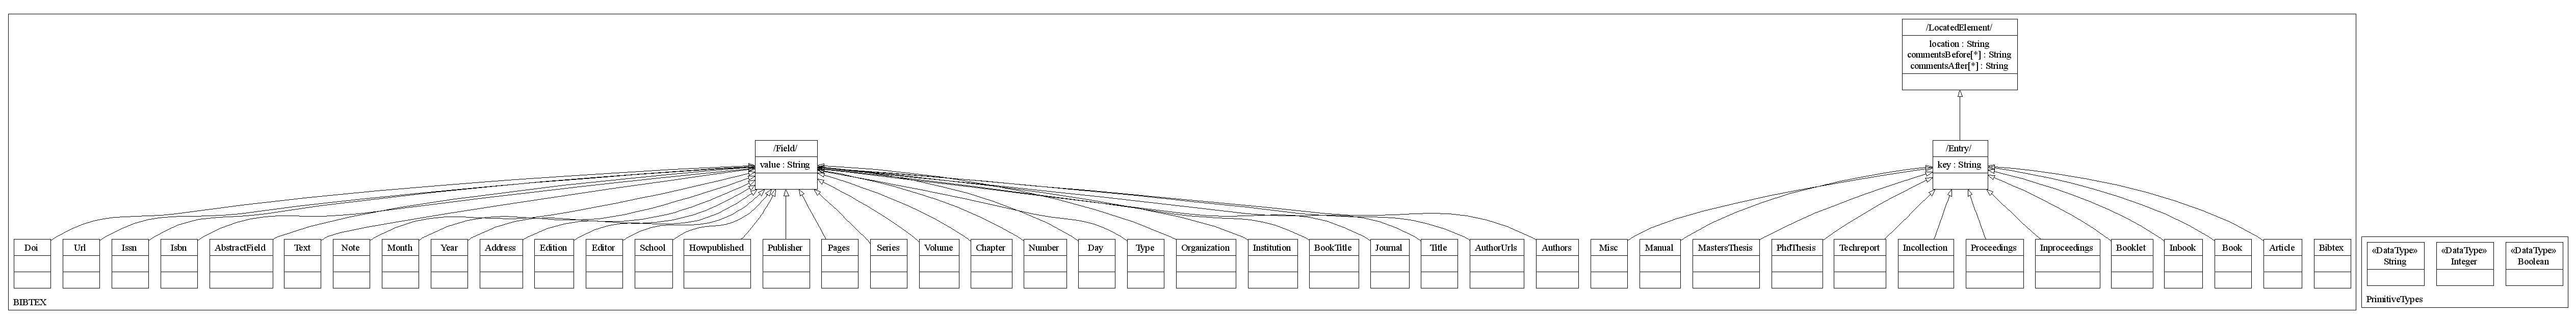 /LocatedElement/
location : String
commentsBefore[*] : String
commentsAfter[*] : String
/Field/
value : String
/Entry/
key : String
Doi
Url
Issn
Isbn
AbstractField
Text
Note
Month
Year
Address
Edition
Editor
School
Howpublished
Publisher
Pages
Series
Volume
Chapter
Number
Day
Type
Organization
Institution
BookTitle
Journal
Title
AuthorUrls
Authors
Misc
Manual
MastersThesis
PhdThesis
Techreport
Incollection
Proceedings
Inproceedings
Booklet
Inbook
Book
Article
Bibtex
BIBTEX
«DataType»
String
«DataType»
Integer
«DataType»
Boolean
PrimitiveTypes